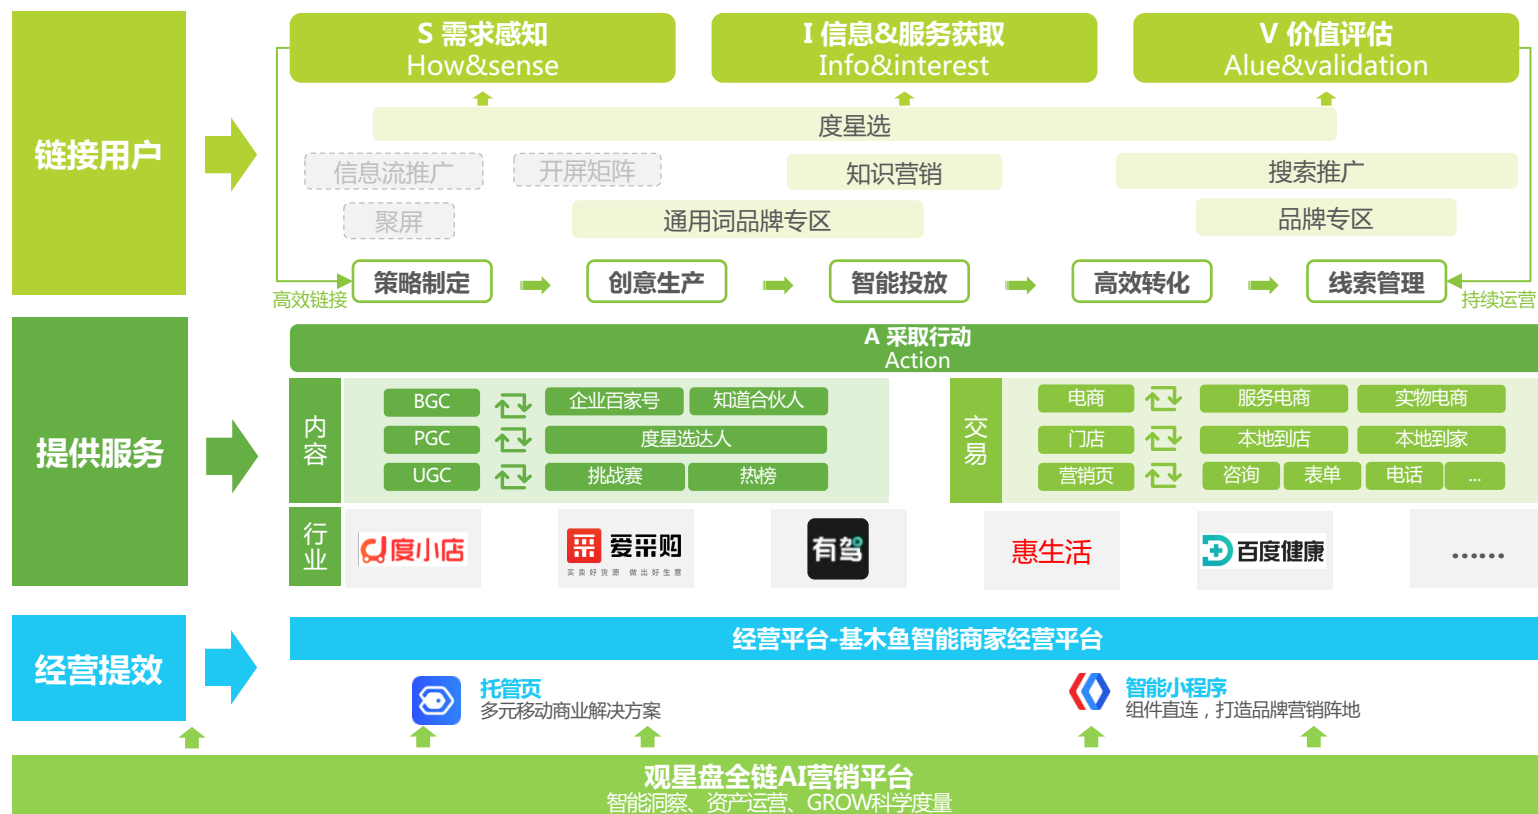 链接用户
S 需求感知
How&sense
I 信息&服务获取
Info&interest
V 价值评估
Alue&validation
度星选
信息流推广
开屏矩阵
知识营销
搜索推广
聚屏
通用词品牌专区
品牌专区
策略制定
创意生产
智能投放
高效转化
线索管理
高效链接
持续运营
提供服务
A 采取行动
Action
内容
BGC
企业百家号
知道合伙人
PGC
度星选达人
UGC
挑战赛
热榜
交易
电商
服务电商
实物电商
门店
本地到店
本地到家
营销页
咨询
表单
电话
...
行业
度小店
采
爱采购
买卖好货源 做出好生意
有驾
惠生活
百度健康
······
经营提效
经营平台-基木鱼智能商家经营平台
托管页
多元移动商业解决方案
智能小程序
组件直连，打造品牌营销阵地
观星盘全链AI营销平台
智能洞察、资产运营、GROW科学度量